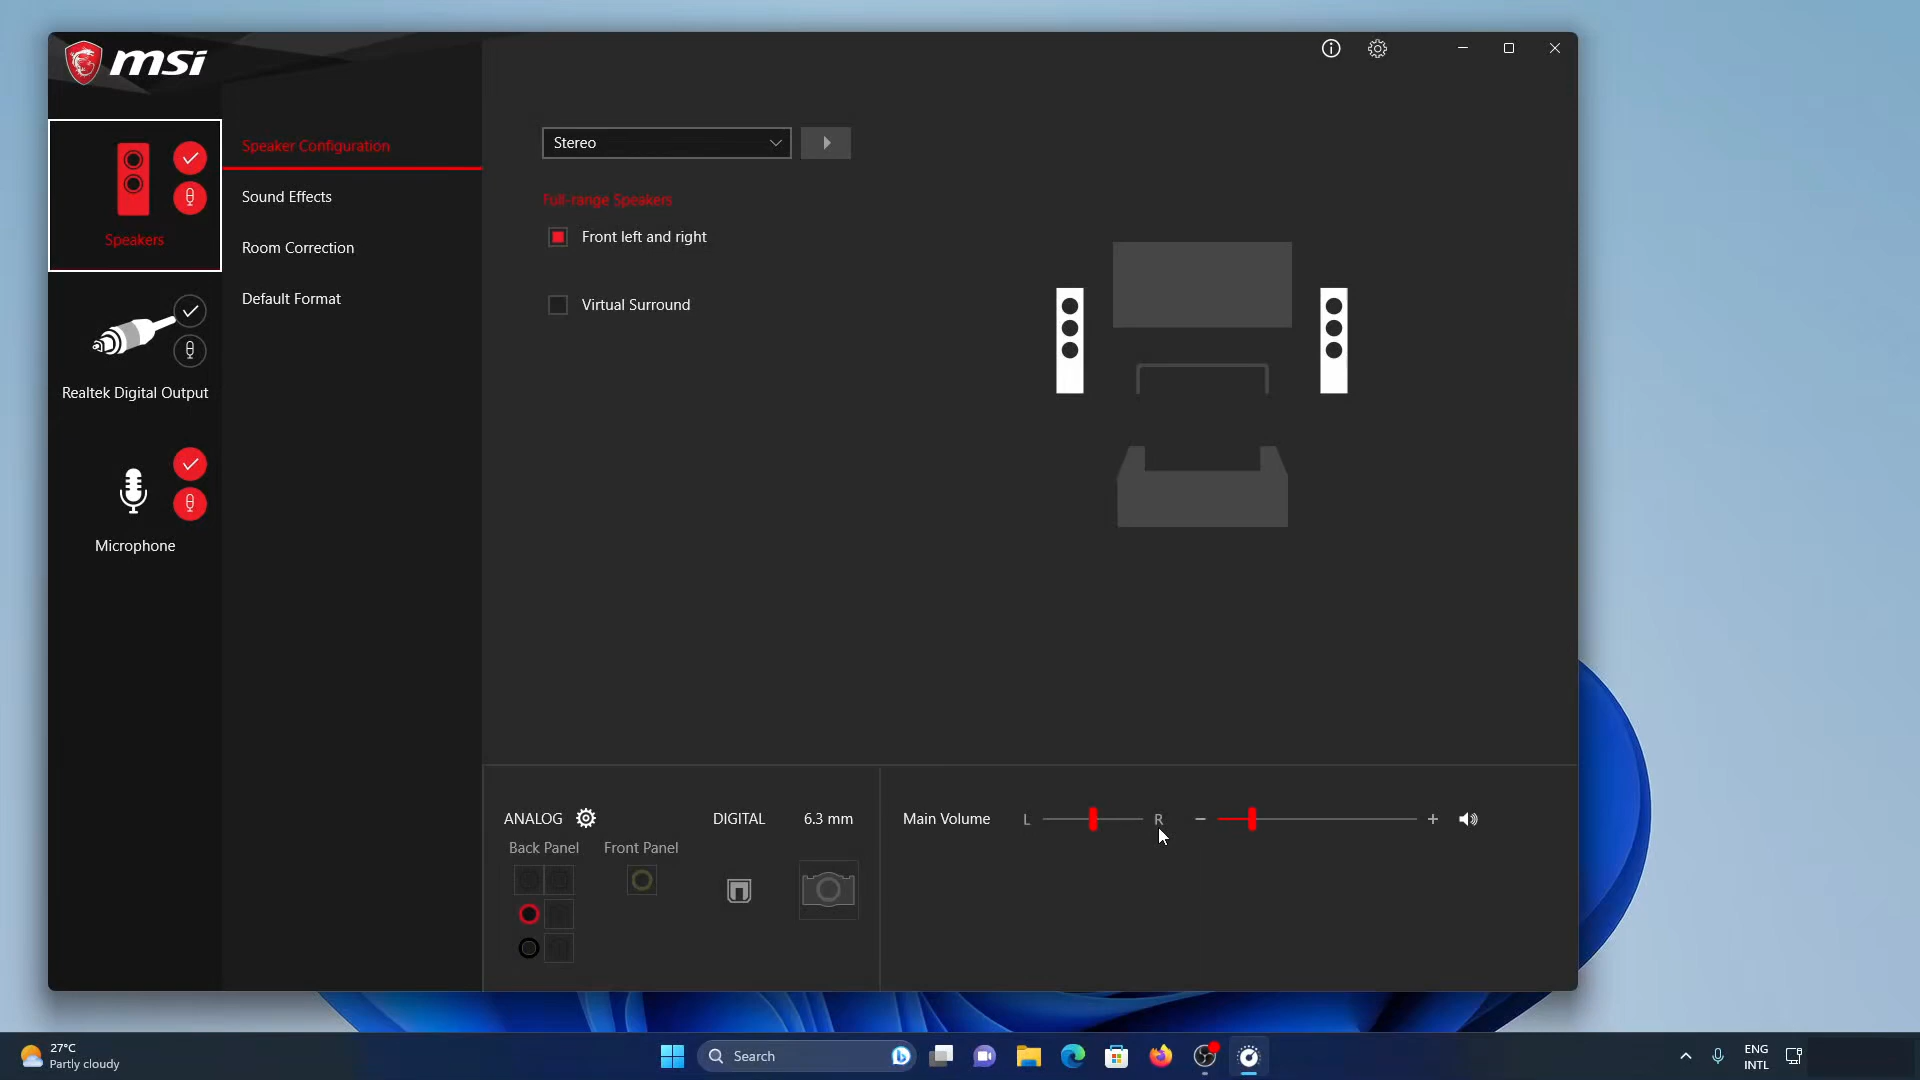 msi
Speakers
Realtek Digital Output
Microphone
Speaker Configuration
Sound Effects
Room Correction
Default Format
Stereo
Full-range Speakers
Front left and right
Virtual Surround
ANALOG
DIGITAL
6.3 mm
Back Panel
Front Panel
Main Volume
L
R
27°C
Partly cloudy
Search
ENG
INTL